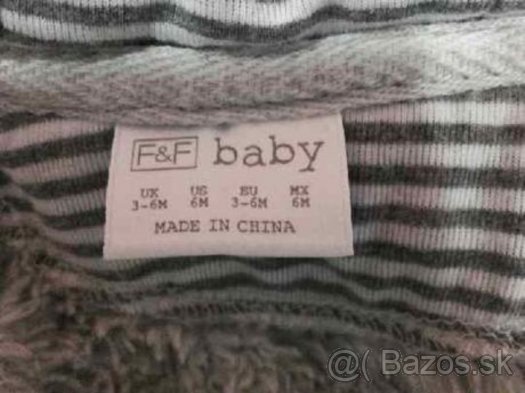 F&F baby
UK US EU MX
3-6M 6M 3-6M 6M
MADE IN CHINA
@( Bazos.sk